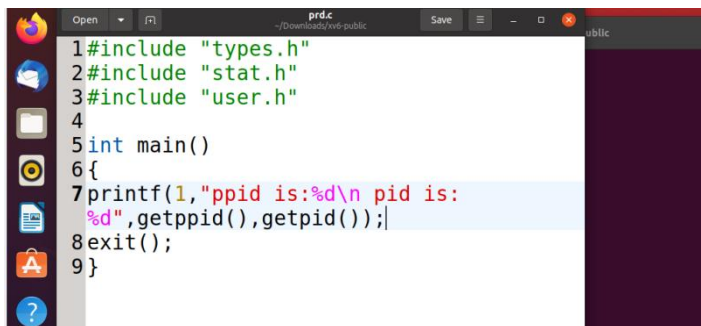 Open
prd.c
~/Downloads/xv6-public
Save
ublic
1 #include "types.h"
2 #include "stat.h"
3 #include "user.h"
4
5 int main()
6 {
7 printf(1,"ppid is:%d\n pid is:
%d",getppid(),getpid());
8 exit();
9 }